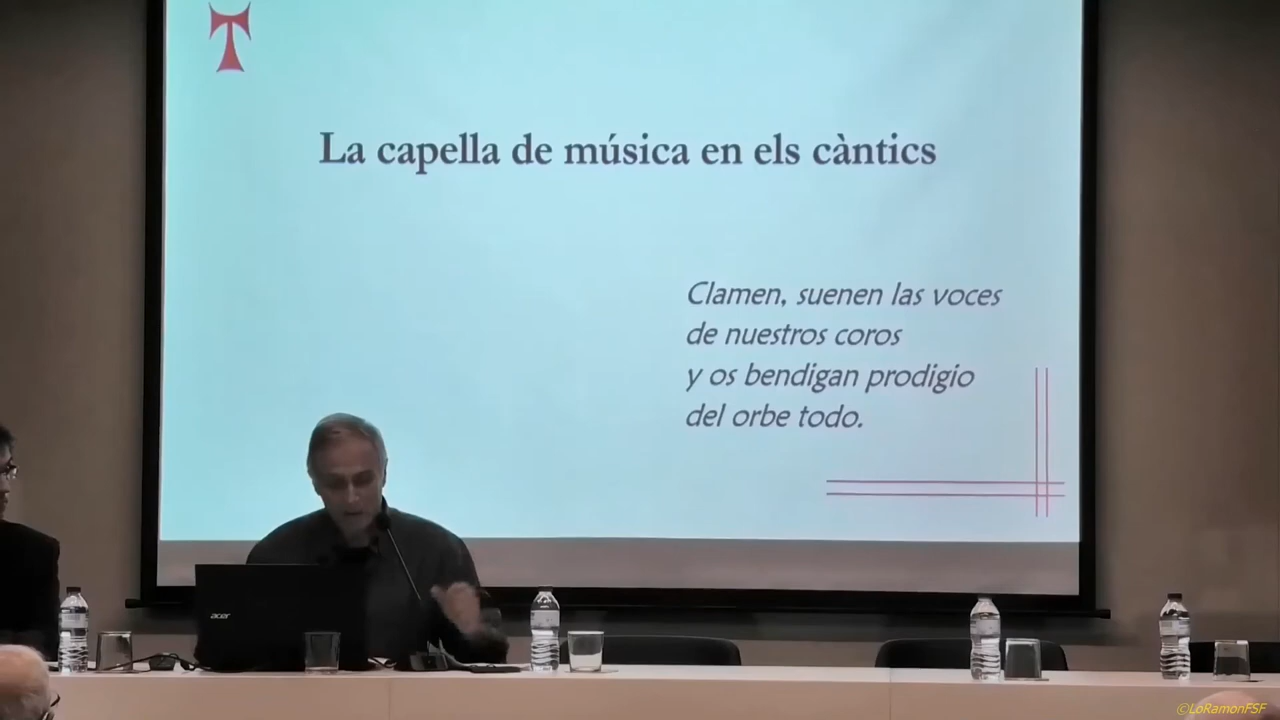 La capella de música en els càntics
Clamen, suenen las voces
de nuestros coros
y os bendigan prodigio
del orbe todo.
acer
©LoRamonFSF